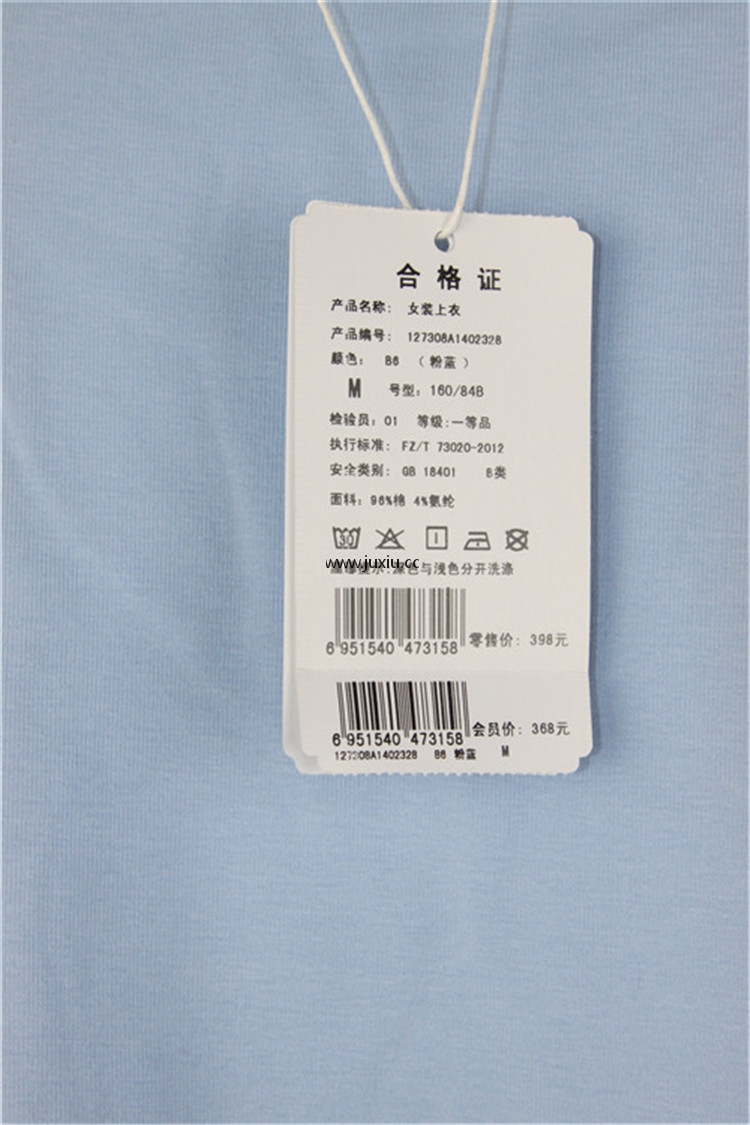 合格证
产品名称: 女装上衣
产品编号: 127308A1402328
颜色: B6 （粉蓝）
M 号型: 160/84B
检验员: 01 等级:一等品
执行标准: FZ/T 73020-2012
安全类别: GB 18401 B类
面料: 96%棉 4%氨纶
30
www.juxiu.cc
深色与浅色分开洗涤
6 951540 473158 零售价: 398元
6 951540 473158 会员价: 368元
127308A1402328 B6 粉蓝 M